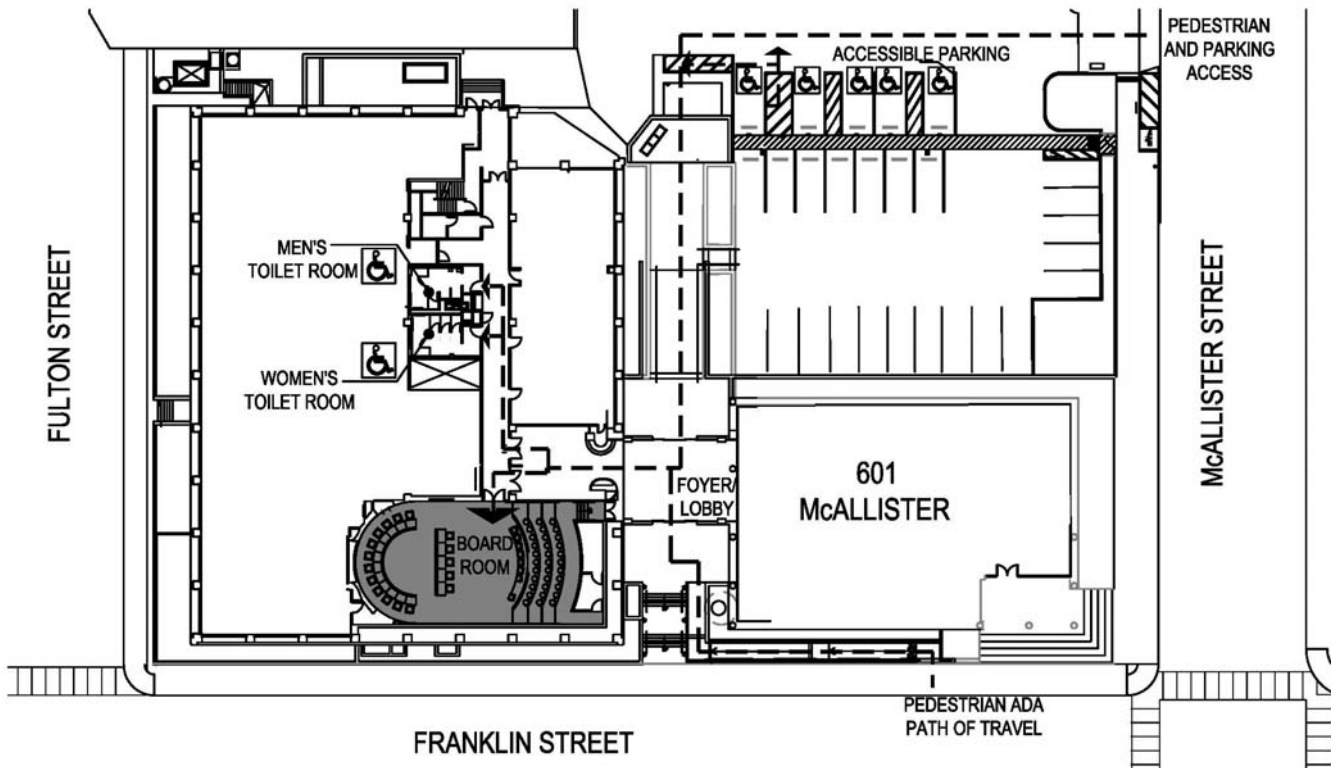 PEDESTRIAN
AND PARKING
ACCESS
ACCESSIBLE PARKING
MEN'S
TOILET ROOM
WOMEN'S
TOILET ROOM
FULTON STREET
McALLISTER STREET
601
McALLISTER
FOYER/
LOBBY
BOARD
ROOM
PEDESTRIAN ADA
PATH OF TRAVEL
FRANKLIN STREET